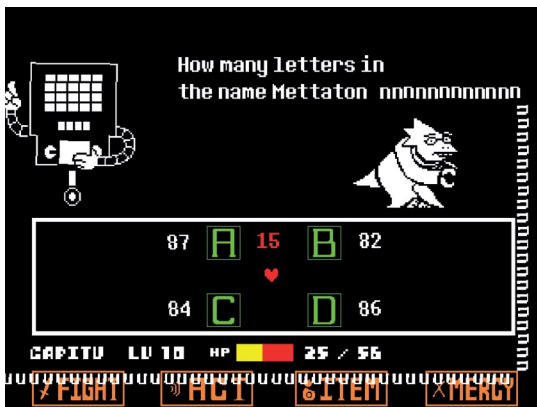 How many letters in
the name Mettaton nnnnnnnnnnnn
87 A 15 B 82
84 C D 86
CAPITU LV 10 HP 25 / 56
FIGHT ACT ITEM MERCY